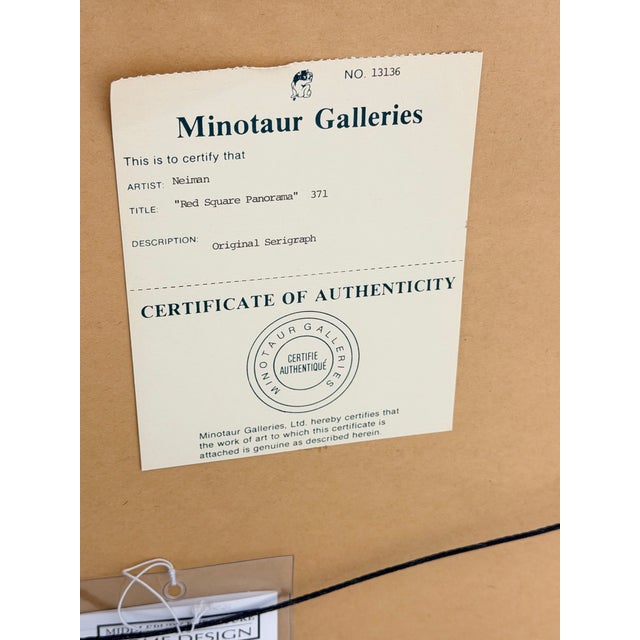 NO. 13136
Minotaur Galleries
This is to certify that
ARTIST: Neiman
TITLE: "Red Square Panorama" 371
DESCRIPTION: Original Serigraph
CERTIFICATE OF AUTHENTICITY
MINOTAUR GALLERIES
CERTIFIE
AUTHENTIQUÉ
Minotaur Galleries, Ltd. hereby certifies that
the work of art to which this certificate is
attached is genuine as described herein.
DESIGN